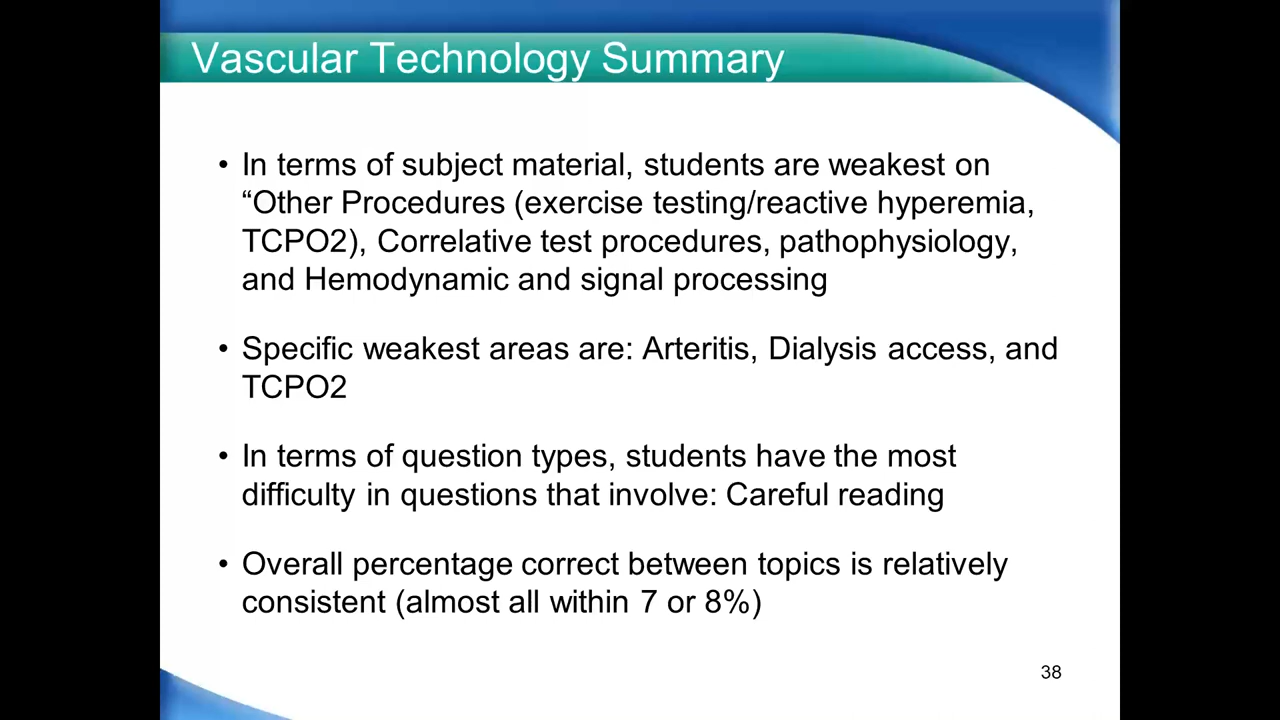 Vascular Technology Summary
• In terms of subject material, students are weakest on
“Other Procedures (exercise testing/reactive hyperemia,
TCPO2), Correlative test procedures, pathophysiology,
and Hemodynamic and signal processing
• Specific weakest areas are: Arteritis, Dialysis access, and
TCPO2
• In terms of question types, students have the most
difficulty in questions that involve: Careful reading
• Overall percentage correct between topics is relatively
consistent (almost all within 7 or 8%)
38